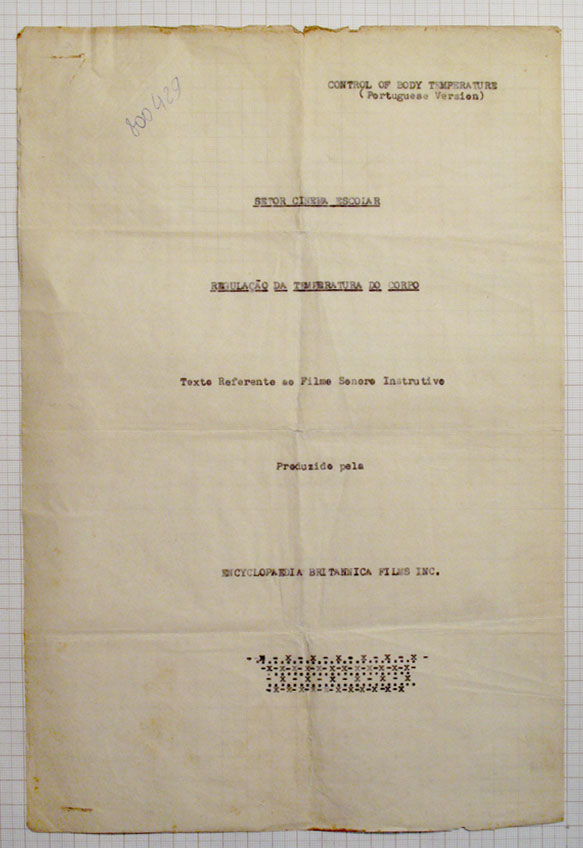 CONTROL OF BODY TEMPERATURE
(Portuguese Version)
800429
SETOR CINEMA ESCOLAR
REGULAÇÃO DA TEMPERATURA DO CORPO
Texto Referente ao Filme Sonoro Instrutivo
Produzido pela
ENCYCLOPAEDIA BRITANNICA FILMS INC.